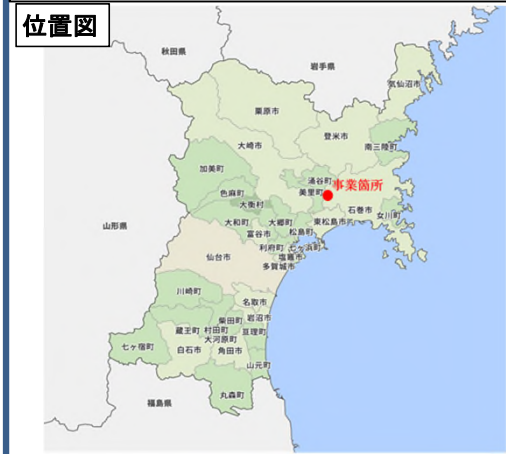 位置図
秋田県
岩手県
気仙沼市
栗原市
登米市
南三陸町
大崎市
加美町
涌谷町
事業箇所
色麻町
美里町
大衡村
石巻市
女川町
大和町
大郷町
松島町
東松島市
山形県
富谷市
利府町
七ヶ浜町
仙台市
塩竈市
多賀城市
川崎町
名取市
柴田町
岩沼市
蔵王町
村田町
亘理町
大河原町
七ヶ宿町
白石市
角田市
山元町
丸森町
福島県